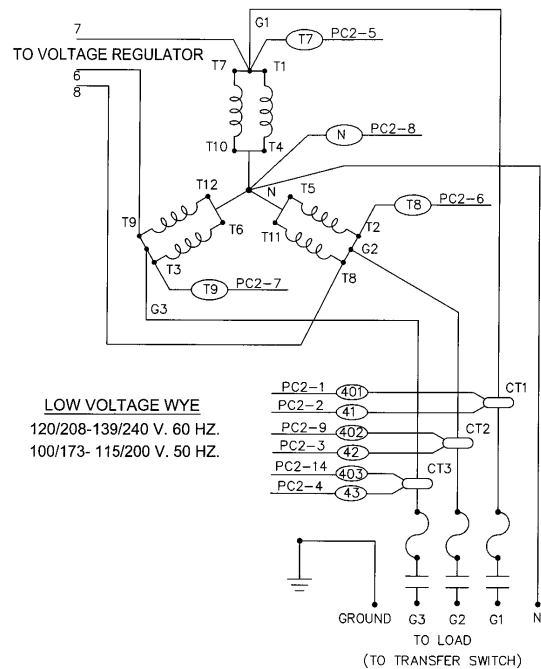 7
G1
T7
PC2-5
TO VOLTAGE REGULATOR
6
8
T7
T1
T10
T4
N
PC2-8
N
T12
T5
T9
T6
T11
T2
T8
PC2-6
G2
T3
T8
T9
PC2-7
G3
LOW VOLTAGE WYE
120/208-139/240 V. 60 HZ.
100/173- 115/200 V. 50 HZ.
PC2-1
401
CT1
PC2-2
41
PC2-9
402
CT2
PC2-3
42
PC2-14
403
CT3
PC2-4
43
GROUND
G3
G2
G1
N
TO LOAD
(TO TRANSFER SWITCH)